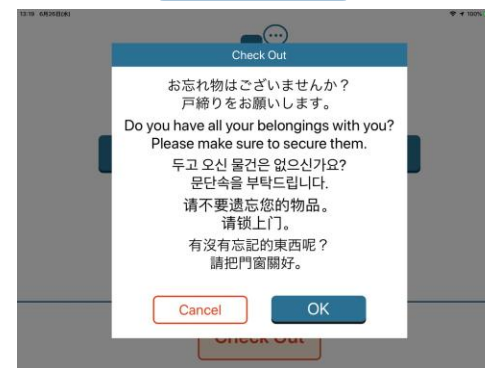 13:19 6月26日(水)
100%
Check Out
お忘れ物はございませんか？
戸締りをお願いします。
Do you have all your belongings with you?
Please make sure to secure them.
두고 오신 물건은 없으신가요?
문단속을 부탁드립니다.
请不要遗忘您的物品。
请锁上门。
有沒有忘記的東西呢？
請把門窗關好。
Cancel
OK
Check Out